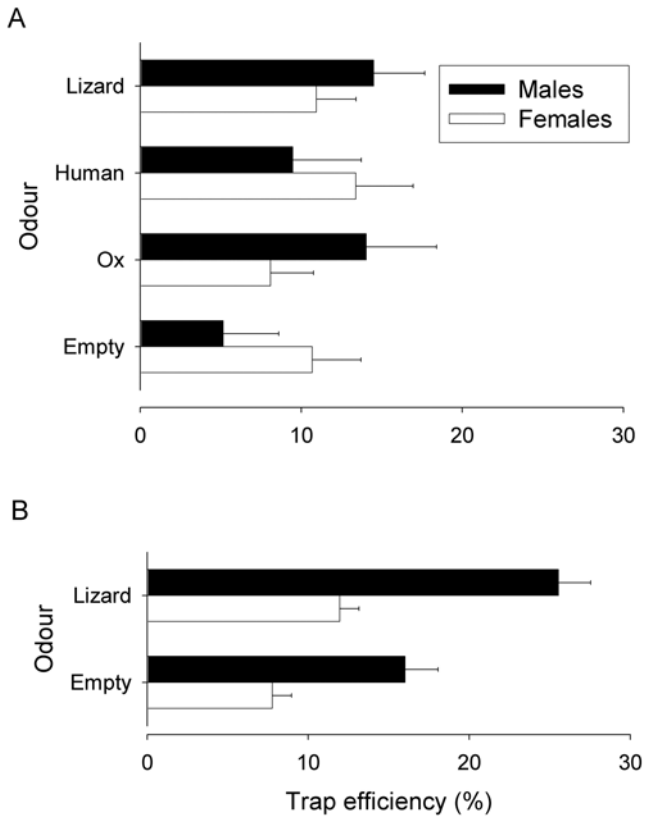 A
Lizard
Human
Ox
Empty
Odour
Males
Females
0 10 20 30
B
Lizard
Empty
Odour
0 10 20 30
Trap efficiency (%)